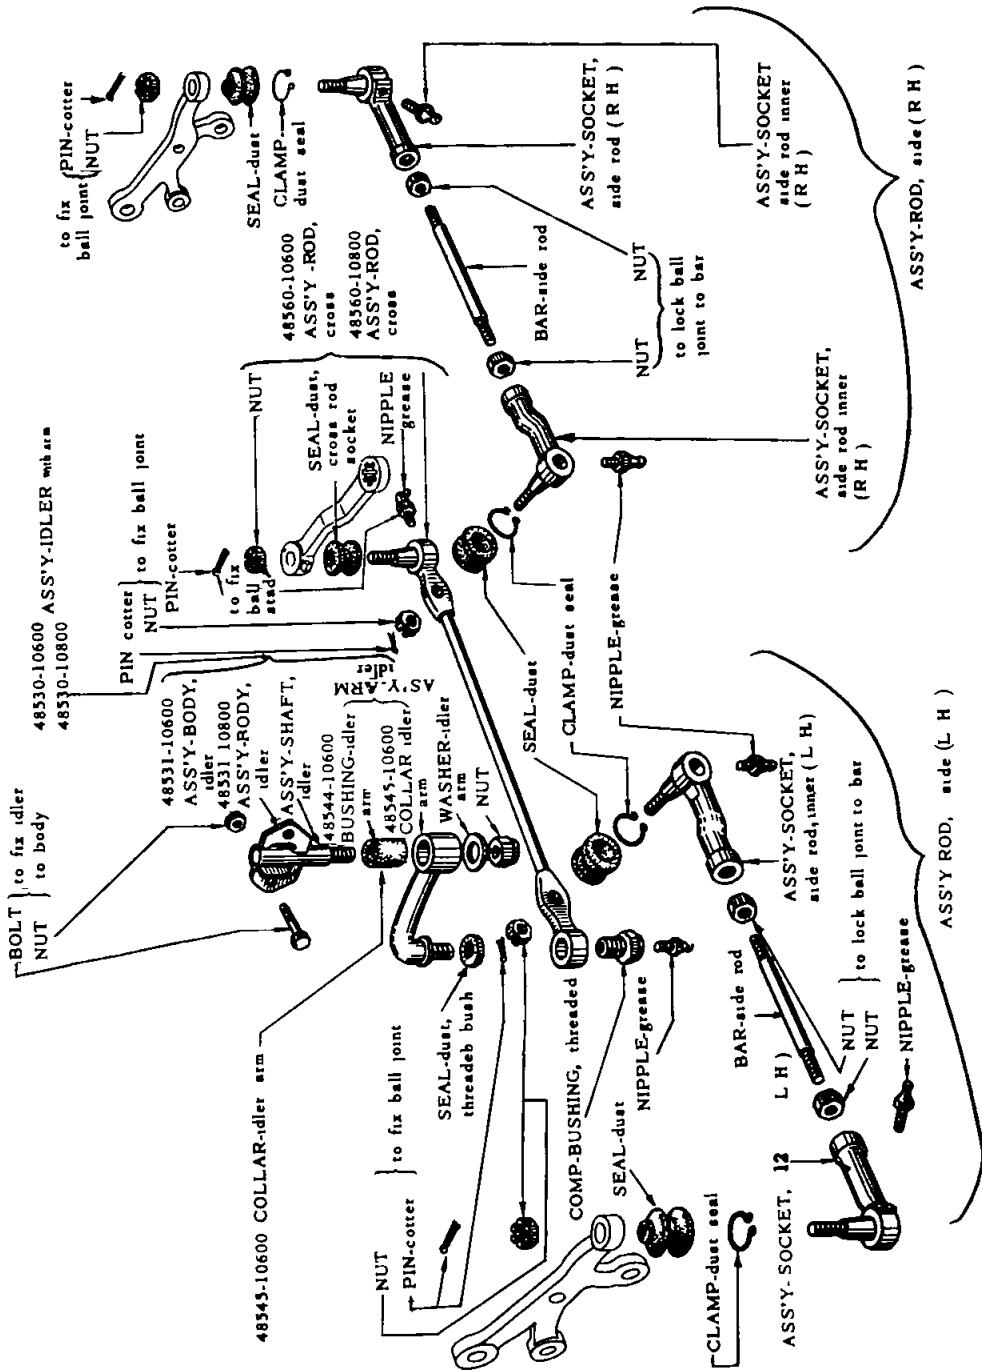 BOLT
NUT
to fix idler
to body
48530-10600 ASS'Y-IDLER with arm
48530-10800
PIN cotter
NUT
to fix ball joint
PIN-cotter
to fix
ball
stud
NUT
to fix
ball joint
PIN-cotter
NUT
SEAL-dust
CLAMP-
dust seal
48531-10600
ASS'Y-BODY,
idler
48531 10800
ASS'Y-BODY,
idler
ASS'Y-SHAFT,
idler
48544-10600
BUSHING-idler
arm
48545-10600
COLLAR idler
arm
AS'Y-ARM
idler
WASHER-idler
arm
NUT
48560-10600
ASS'Y -ROD,
cross
48560-10800
ASS'Y-ROD,
cross
SEAL-dust,
cross rod
socket
NIPPLE
grease
48545-10600 COLLAR-idler arm
NUT
PIN-cotter
to fix ball joint
SEAL-dust,
threadeb bush
COMP-BUSHING, threaded
NIPPLE-grease
SEAL-dust
CLAMP-dust seal
ASS'Y- SOCKET, 12
L H)
SEAL-dust
CLAMP-dust seal
NIPPLE-grease
ASS'Y-SOCKET,
side rod, inner ( L H.)
BAR-side rod
NUT
NUT
to lock ball joint to bar
NIPPLE-grease
ASS'Y ROD, side (L H )
ASS'Y-SOCKET,
side rod ( R H )
BAR-side rod
NUT
NUT
to lock ball
joint to bar
ASS'Y-SOCKET
side rod inner
( R H )
ASS'Y-SOCKET,
side rod inner
(R H )
ASS'Y-ROD, side ( R H )